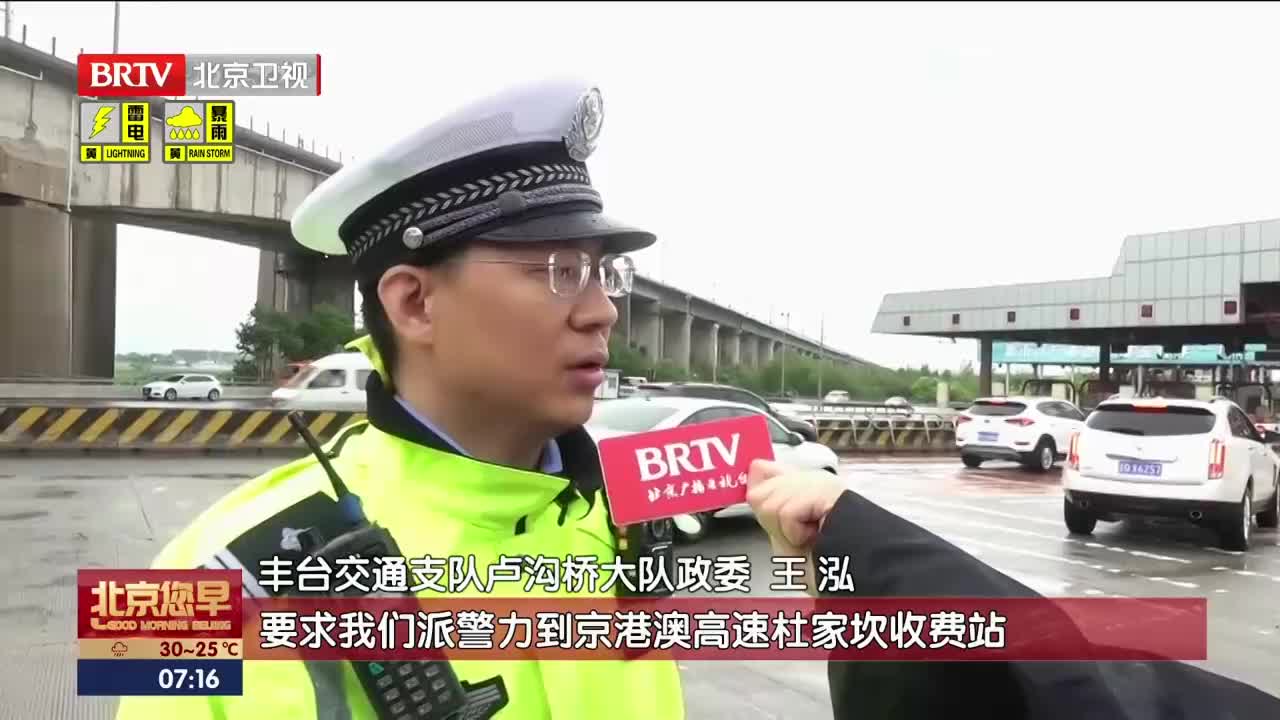 BRTV 北京卫视
雷电
黄 LIGHTNING
暴雨
黄 RAIN STORM
BRTV
北京广播电视台
丰台交通支队卢沟桥大队政委 王 泓
北京您早
GOOD MORNING BEIJING
要求我们派警力到京港澳高速杜家坎收费站
30~25℃
07:16